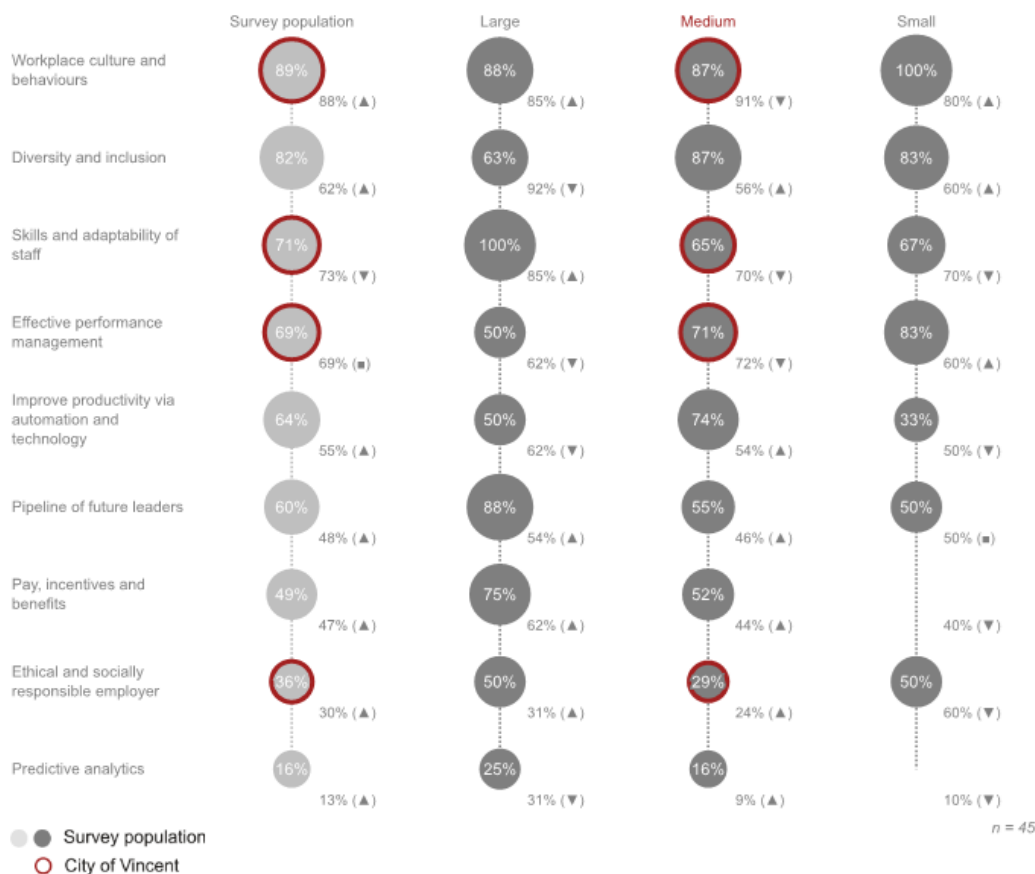 Survey population Large Medium Small
Workplace culture and
behaviours
89% 88% 87% 100%
88% (▲) 85% (▲) 91% (▼) 80% (▲)
Diversity and inclusion
82% 63% 87% 83%
62% (▲) 92% (▼) 56% (▲) 60% (▲)
Skills and adaptability of
staff
71% 100% 65% 67%
73% (▼) 85% (▲) 70% (▼) 70% (▼)
Effective performance
management
69% 50% 71% 83%
69% (■) 62% (▼) 72% (▼) 60% (▲)
Improve productivity via
automation and
technology
64% 50% 74% 33%
55% (▲) 62% (▼) 54% (▲) 50% (▼)
Pipeline of future leaders
60% 88% 55% 50%
48% (▲) 54% (▲) 46% (▲) 50% (■)
Pay, incentives and
benefits
49% 75% 52%
47% (▲) 62% (▲) 44% (▲) 40% (▼)
Ethical and socially
responsible employer
36% 50% 29% 50%
30% (▲) 31% (▲) 24% (▲) 60% (▼)
Predictive analytics
16% 25% 16%
13% (▲) 31% (▼) 9% (▲) 10% (▼)
n = 45
Survey population
City of Vincent